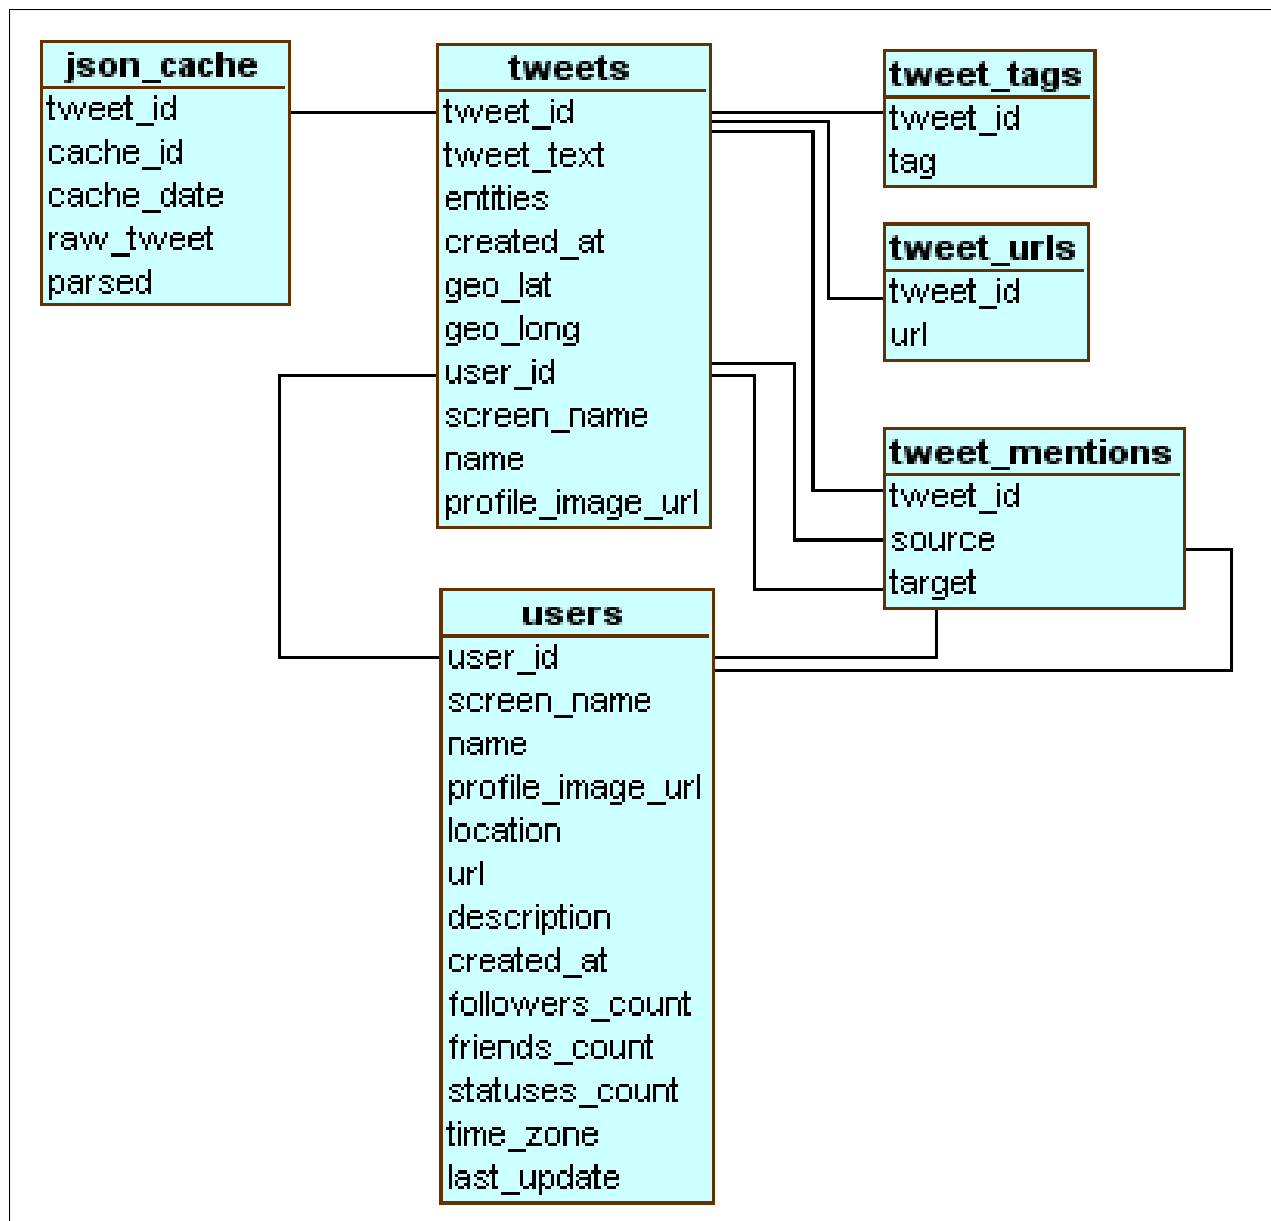 json_cache
tweet_id
cache_id
cache_date
raw_tweet
parsed
tweets
tweet_id
tweet_text
entities
created_at
geo_lat
geo_long
user_id
screen_name
name
profile_image_url
tweet_tags
tweet_id
tag
tweet_urls
tweet_id
url
tweet_mentions
tweet_id
source
target
users
user_id
screen_name
name
profile_image_url
location
url
description
created_at
followers_count
friends_count
statuses_count
time_zone
last_update